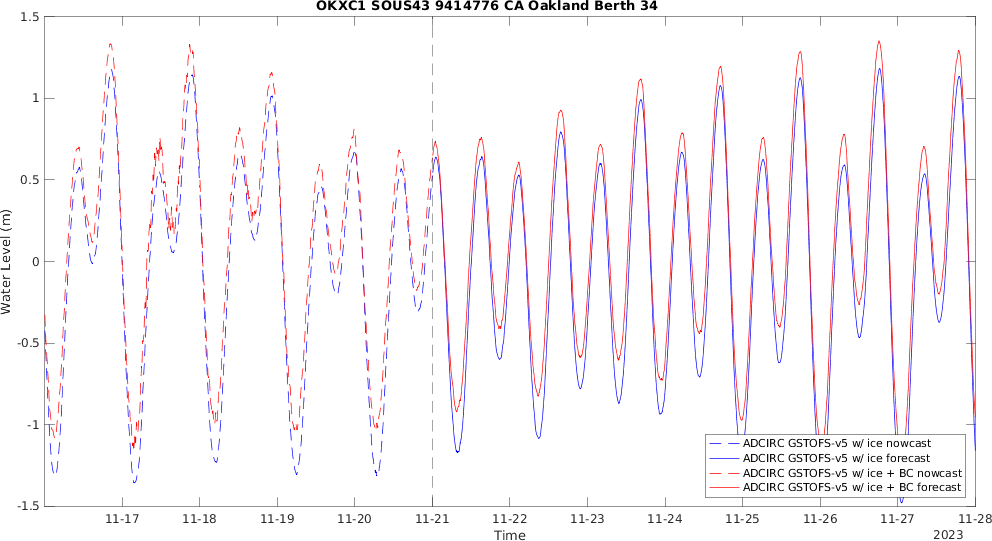 OKXC1 SOUS43 9414776 CA Oakland Berth 34
1.5
1
0.5
0
-0.5
-1
-1.5
Water Level (m)
11-17 11-18 11-19 11-20 11-21 11-22 11-23 11-24 11-25 11-26 11-27 11-28
Time
2023
ADCIRC GSTOFS-v5 w/ ice nowcast
ADCIRC GSTOFS-v5 w/ ice forecast
ADCIRC GSTOFS-v5 w/ ice + BC nowcast
ADCIRC GSTOFS-v5 w/ ice + BC forecast